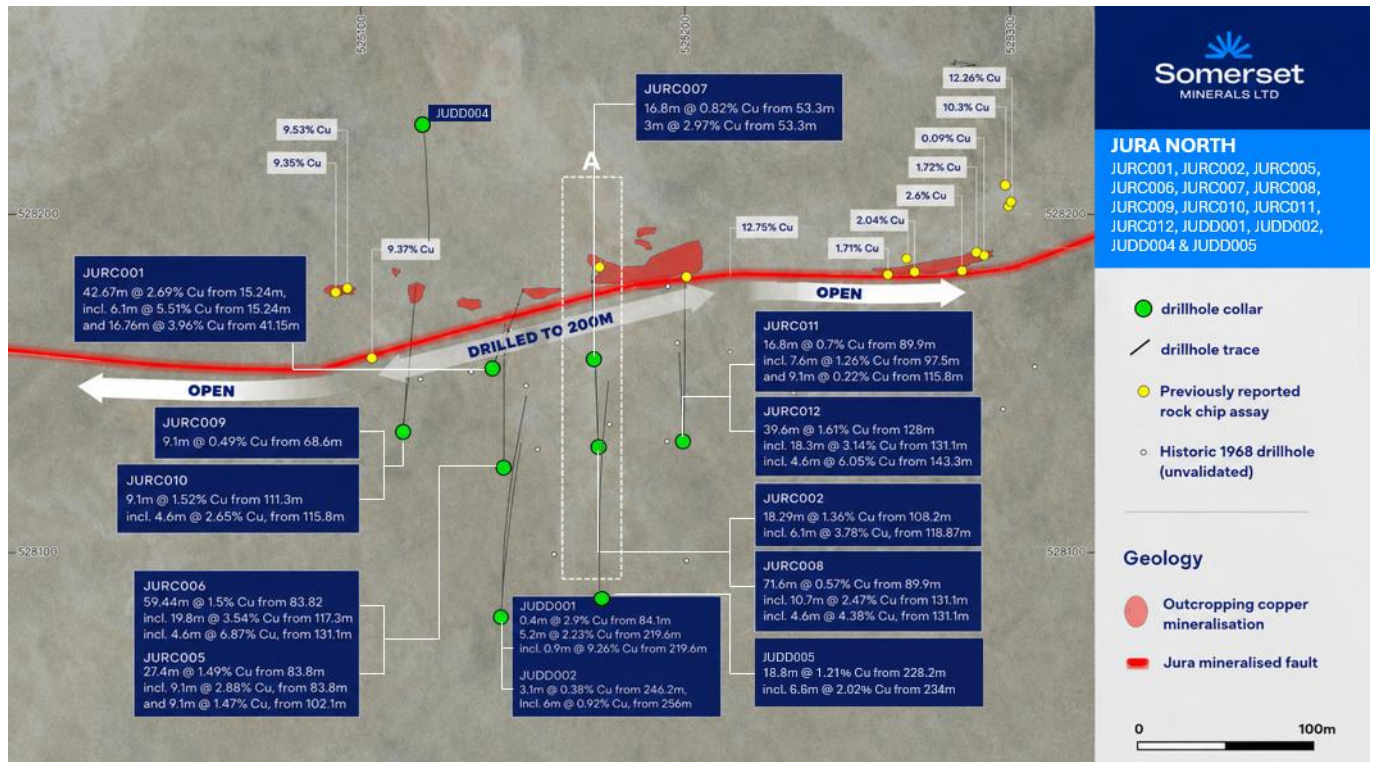 525100
525200
525300
JURC007
16.8m @ 0.82% Cu from 53.3m
3m @ 2.97% Cu from 53.3m
Somerset
MINERALS LTD
JURA NORTH
JURC001, JURC002, JURC005,
JURC006, JURC007, JURC008,
JURC009, JURC010, JURC011,
JURC012, JUDD001, JUDD002,
JUDD004 & JUDD005
JUDD004
9.53% Cu
9.35% Cu
9.37% Cu
A
12.26% Cu
10.3% Cu
0.09% Cu
1.72% Cu
2.6% Cu
2.04% Cu
1.71% Cu
12.75% Cu
528200
528200
JURC001
42.67m @ 2.69% Cu from 15.24m,
incl. 6.1m @ 5.51% Cu from 15.24m
and 16.76m @ 3.96% Cu from 41.15m
DRILLED TO 200M
OPEN
OPEN
JURC009
9.1m @ 0.49% Cu from 68.6m
JURC010
9.1m @ 1.52% Cu from 111.3m
incl. 4.6m @ 2.65% Cu, from 115.8m
JURC011
16.8m @ 0.7% Cu from 89.9m
incl. 7.6m @ 1.26% Cu from 97.5m
and 9.1m @ 0.22% Cu from 115.8m
JURC012
39.6m @ 1.61% Cu from 128m
incl. 18.3m @ 3.14% Cu from 131.1m
incl. 4.6m @ 6.05% Cu from 143.3m
JURC002
18.29m @ 1.36% Cu from 108.2m
incl. 6.1m @ 3.78% Cu, from 118.87m
JURC008
71.6m @ 0.57% Cu from 89.9m
incl. 10.7m @ 2.47% Cu from 131.1m
incl. 4.6m @ 4.38% Cu, from 131.1m
528100
528100
JURC006
59.44m @ 1.5% Cu from 83.82
incl. 19.8m @ 3.54% Cu from 117.3m
incl. 4.6m @ 6.87% Cu, from 131.1m
JURC005
27.4m @ 1.49% Cu from 83.8m
incl. 9.1m @ 2.88% Cu, from 83.8m
and 9.1m @ 1.47% Cu, from 102.1m
JUDD001
0.4m @ 2.9% Cu from 84.1m
5.2m @ 2.23% Cu from 219.6m
incl. 0.9m @ 9.26% Cu from 219.6m
JUDD002
3.1m @ 0.38% Cu from 246.2m,
Incl. 6m @ 0.92% Cu, from 256m
JUDD005
18.8m @ 1.21% Cu from 228.2m
incl. 6.6m @ 2.02% Cu from 234m
drillhole collar
drillhole trace
Previously reported
rock chip assay
Historic 1968 drillhole
(unvalidated)
Geology
Outcropping copper
mineralisation
Jura mineralised fault
0
100m